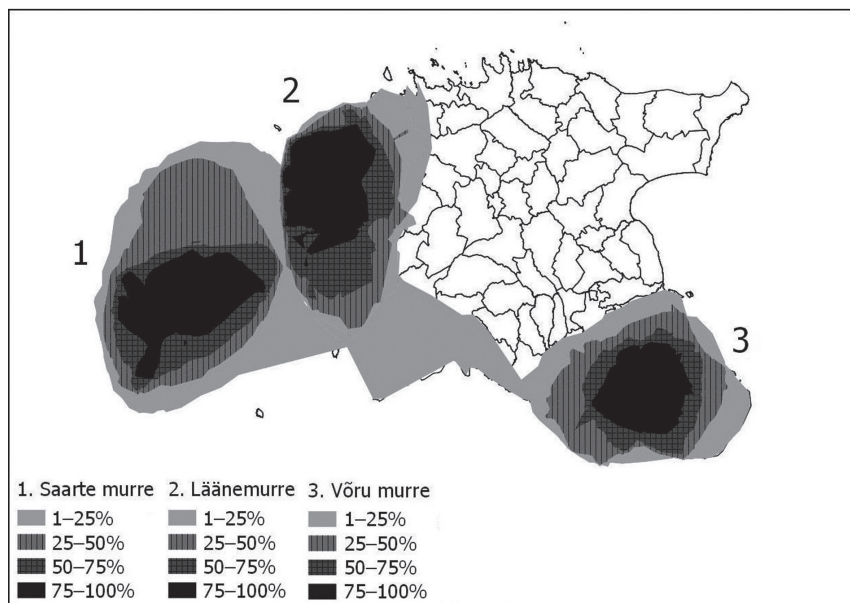 2
1
3
1. Saarte murre 2. Läänemurre 3. Võru murre
1–25% 1–25% 1–25%
25–50% 25–50% 25–50%
50–75% 50–75% 50–75%
75–100% 75–100% 75–100%